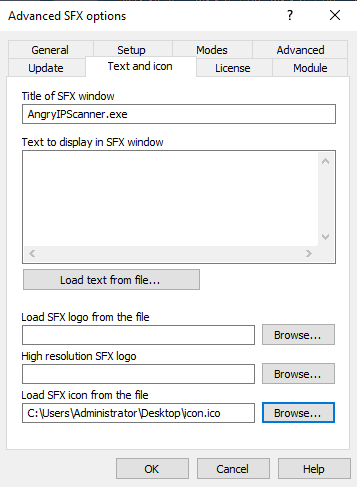 Advanced SFX options
? ×
General Setup Modes Advanced
Update Text and icon License Module
Title of SFX window
AngryIPScanner.exe
Text to display in SFX window
Load text from file...
Load SFX logo from the file
Browse...
High resolution SFX logo
Browse...
Load SFX icon from the file
C:\Users\Administrator\Desktop\icon.ico Browse...
OK Cancel Help